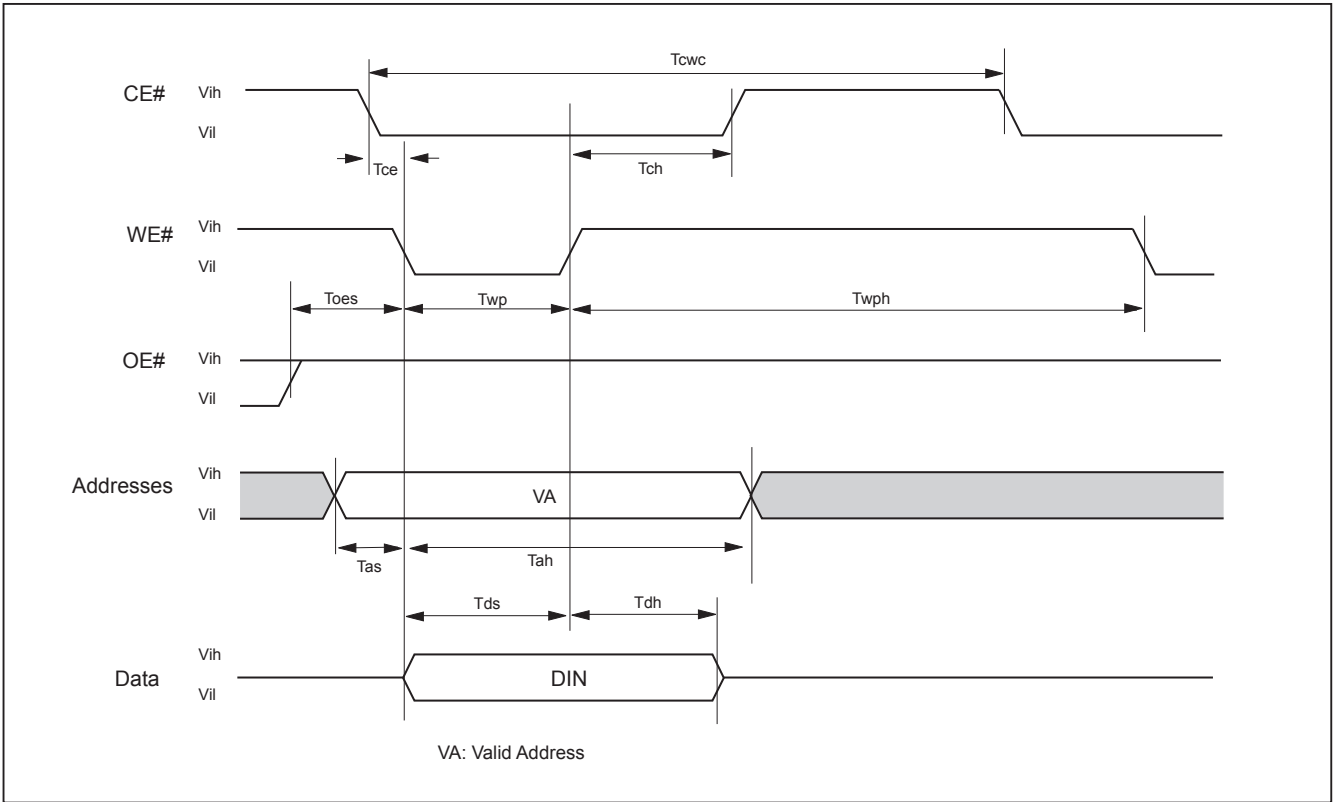 Tcwc
CE# Vih
Vil
Tce Tch
WE# Vih
Vil
Toes Twp Twph
OE# Vih
Vil
Addresses Vih
VA
Vil
Tas Tah
Tds Tdh
Vih
Data DIN
Vil
VA: Valid Address